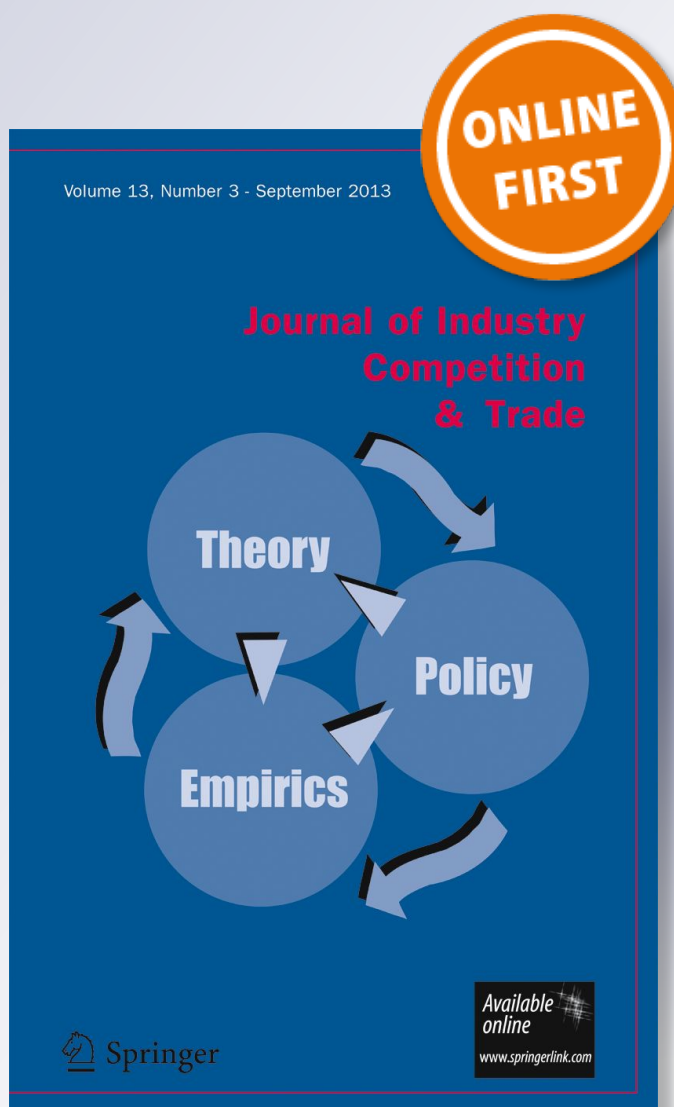 ONLINE
FIRST
Volume 13, Number 3 - September 2013
Journal of Industry
Competition
& Trade
Theory
Policy
Empirics
Available
online
www.springerlink.com
Springer